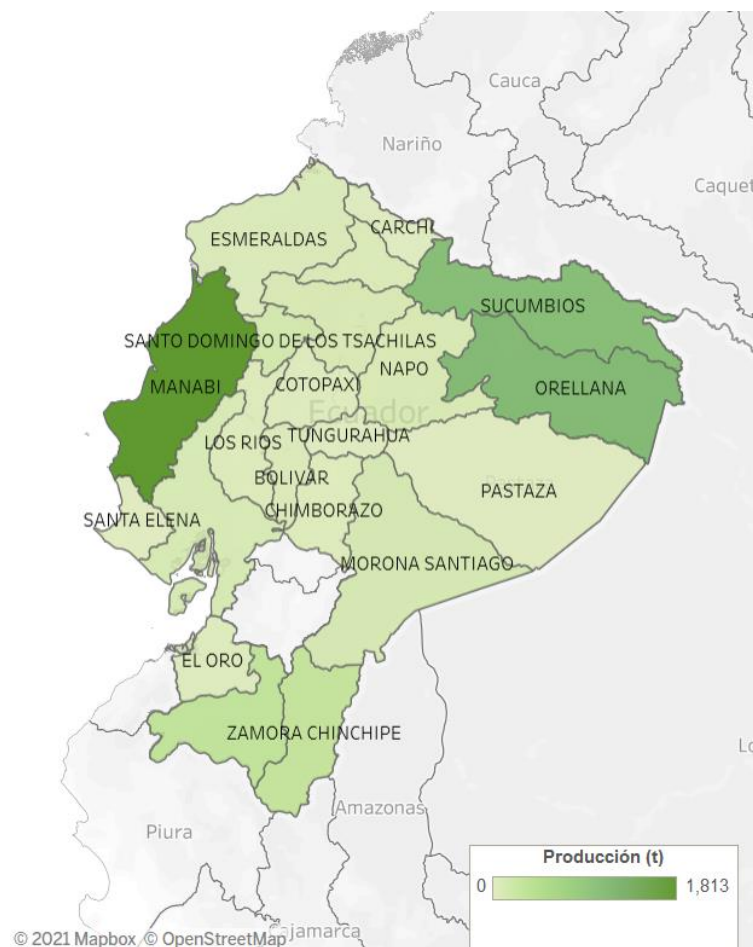 Cauca
Nariño
Caquet
CARCHI
ESMERALDAS
SUCUMBIOS
SANTO DOMINGO DE LOS TSACHILAS
NAPO
MANABI
COTOPAXI
ORELLANA
Ecuador
LOS RIOS
TUNGURAHUA
BOLIVAR
PASTAZA
CHIMBORAZO
SANTA ELENA
MORONA SANTIAGO
EL ORO
ZAMORA CHINCHIPE
Lo
Amazonas
Piura
Producción (t)
0
1,813
© 2021 Mapbox © OpenStreetMap
Cajamarca